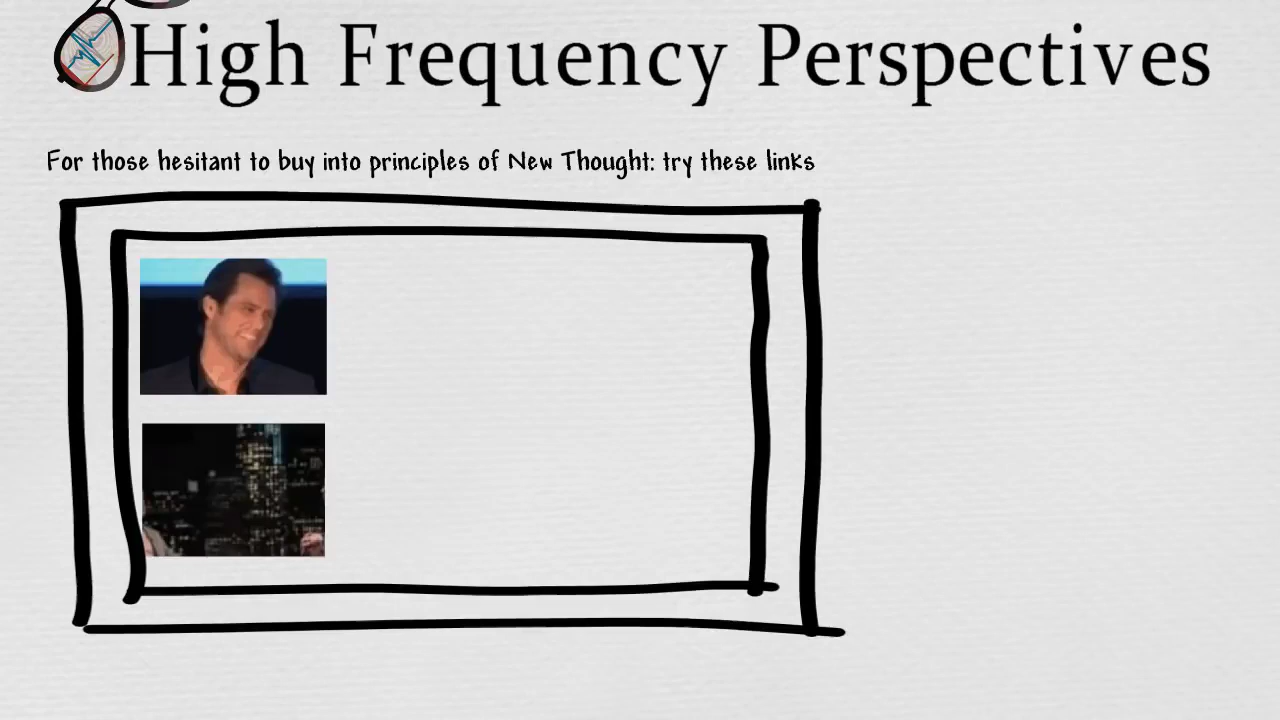 High Frequency Perspectives
For those hesitant to buy into principles of New Thought: try these links